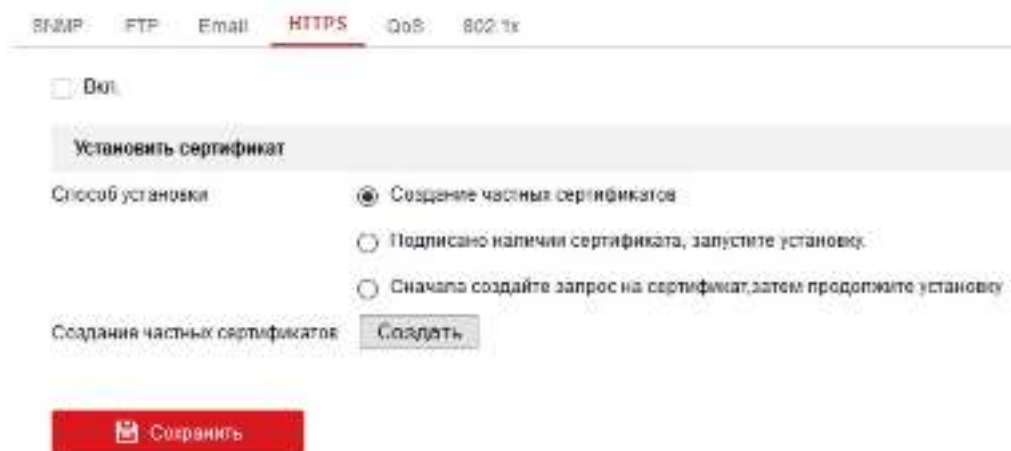 SNMP FTP Email HTTPS QoS 802.1x
Вкл.
Установить сертификат
Способ установки
Создание частных сертификатов
Подписано наличии сертификата, запустите установку.
Сначала создайте запрос на сертификат,затем продолжите установку
Создание частных сертификатов Создать
Сохранить